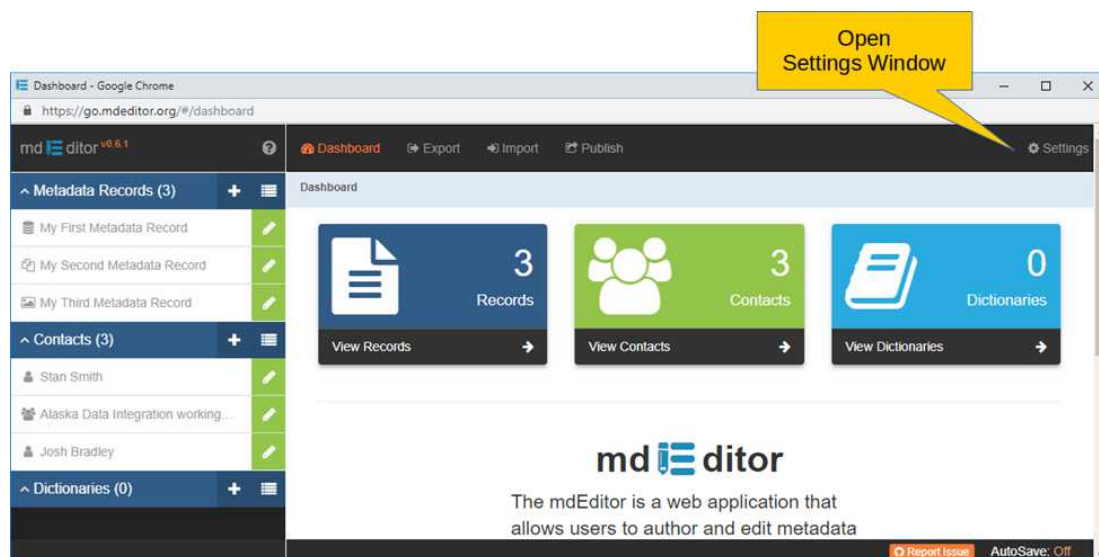 Open
Settings Window
Dashboard - Google Chrome
https://go.mdeditor.org/#/dashboard
md ditor v0.6.1
Dashboard Export Import Publish Settings
Metadata Records (3)
Dashboard
My First Metadata Record
My Second Metadata Record
My Third Metadata Record
3
Records
View Records
3
Contacts
View Contacts
0
Dictionaries
View Dictionaries
Contacts (3)
Stan Smith
Alaska Data Integration working...
Josh Bradley
Dictionaries (0)
md ditor
The mdEditor is a web application that
allows users to author and edit metadata
Report Issue AutoSave: Off